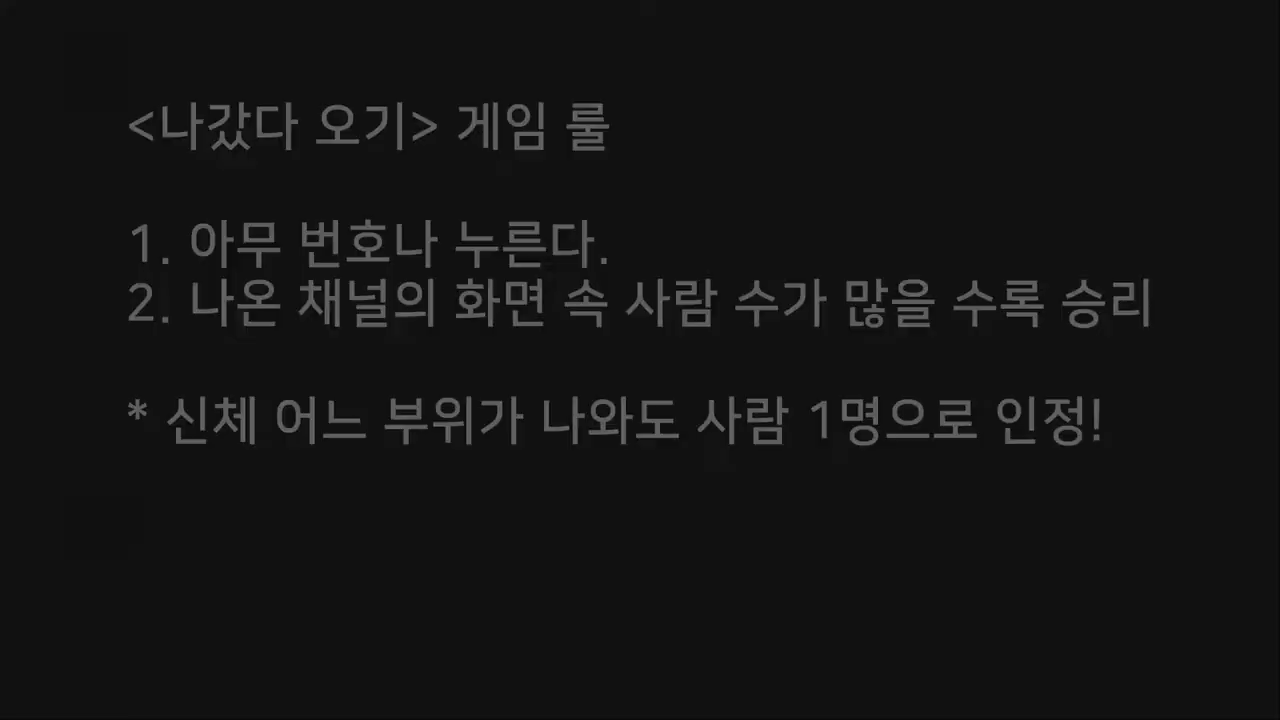 <나갔다 오기> 게임 룰
1. 아무 번호나 누른다.
2. 나온 채널의 화면 속 사람 수가 많을 수록 승리
* 신체 어느 부위가 나와도 사람 1명으로 인정!